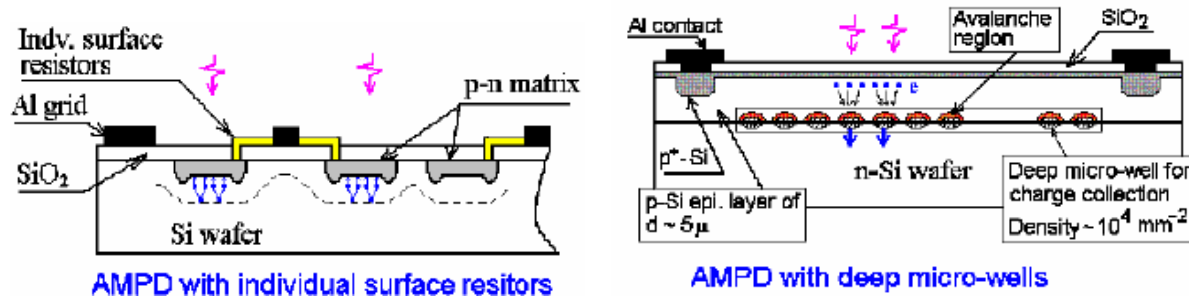 Indv. surface
resistors
Al grid
p-n matrix
SiO2
Si wafer
AMPD with individual surface resitors
Al contact
Avalanche
region
SiO2
e
p+-Si
n-Si wafer
p-Si epi. layer of
d ~ 5μ
Deep micro-well for
charge collection
Density ~ 10^4 mm^-2
AMPD with deep micro-wells